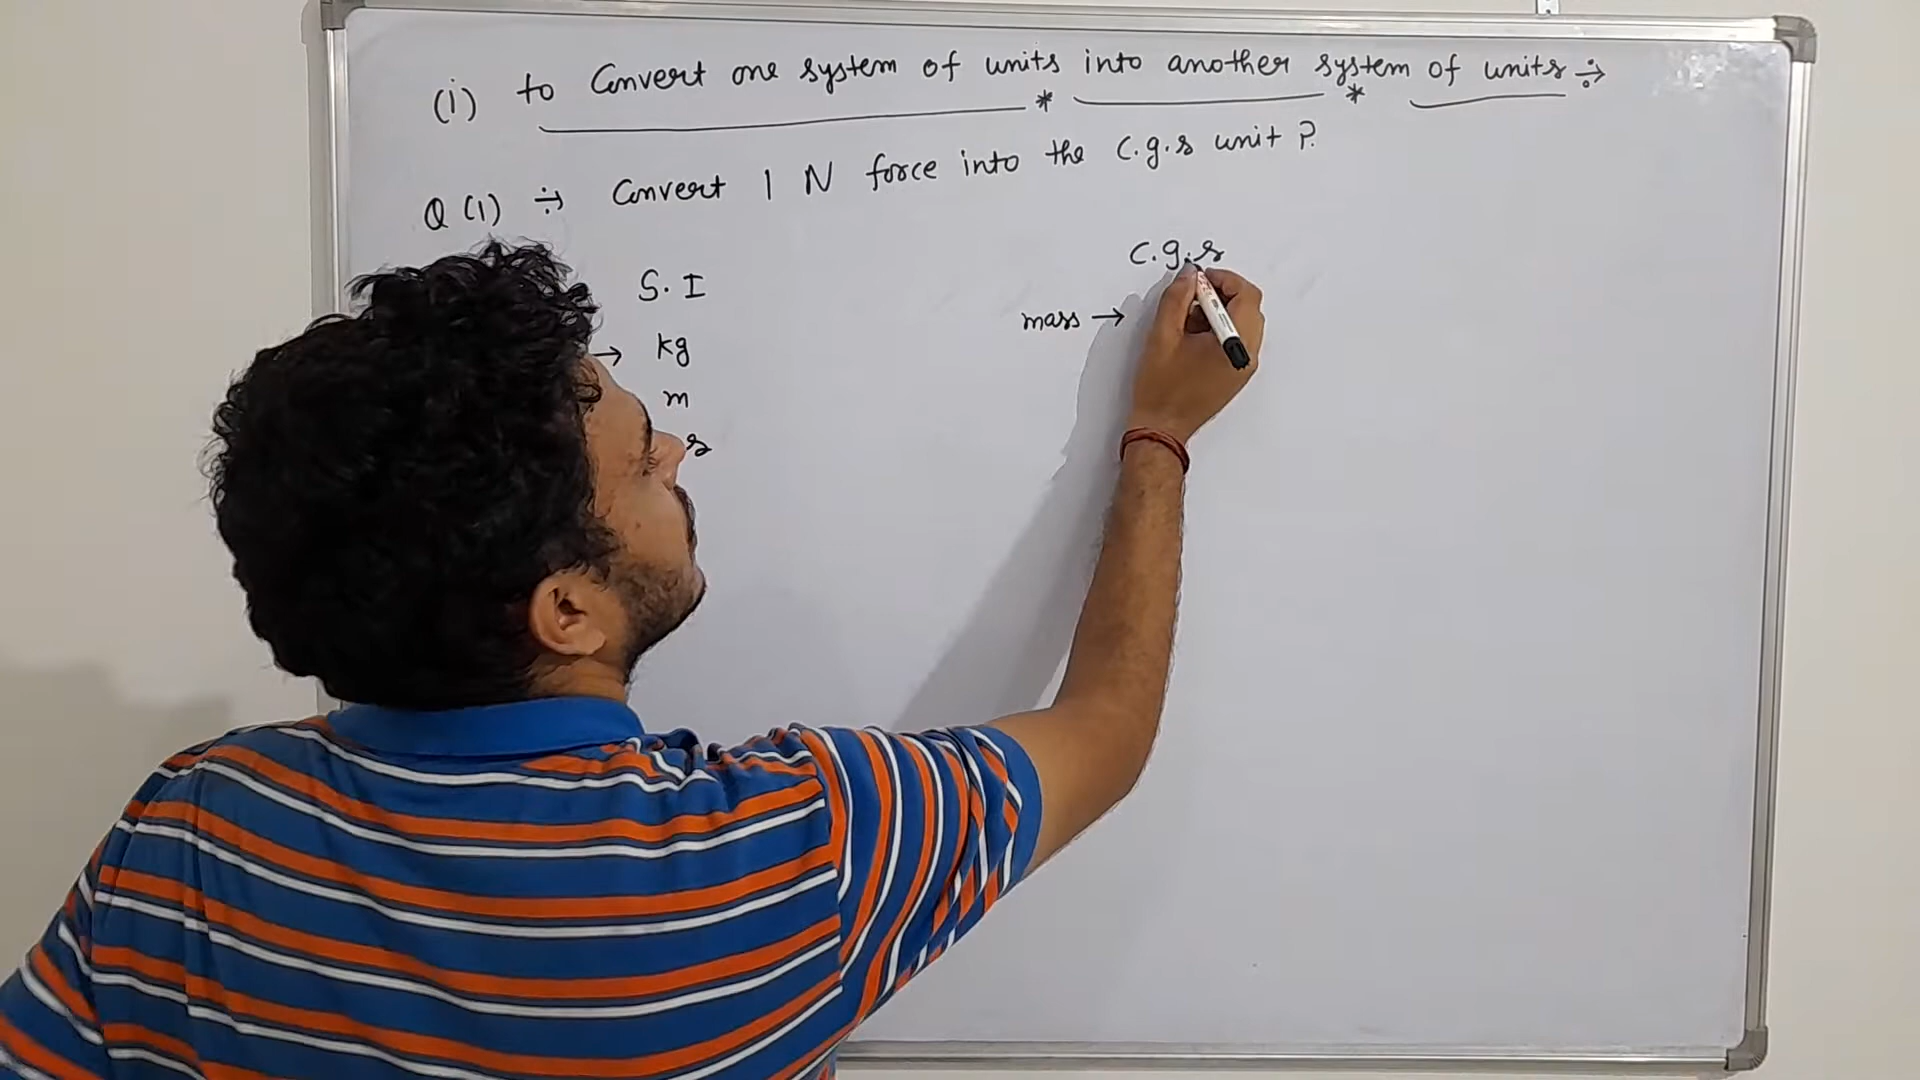 (i) to Convert one system of units into another system of units ÷
Q (1) ÷ Convert 1 N force into the C.g.s unit ?
S. I
C.g.s
→ kg
mass →
m
s